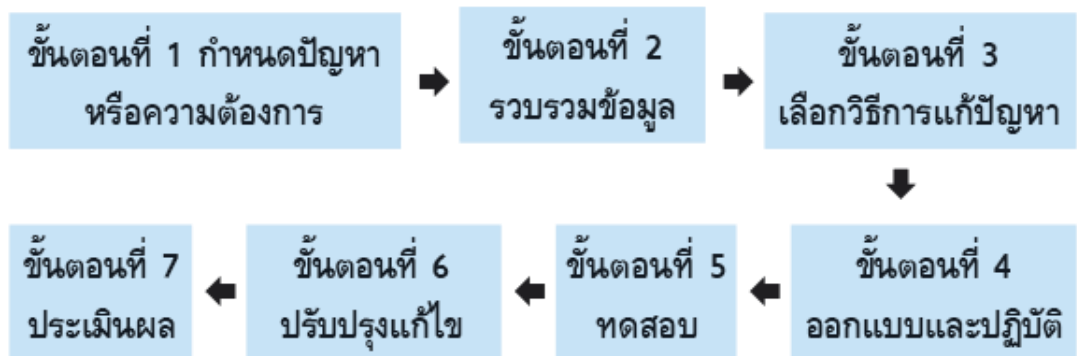 ขั้นตอนที่ 1 กำหนดปัญหา
หรือความต้องการ
ขั้นตอนที่ 2
รวบรวมข้อมูล
ขั้นตอนที่ 3
เลือกวิธีการแก้ปัญหา
ขั้นตอนที่ 4
ออกแบบและปฏิบัติ
ขั้นตอนที่ 5
ทดสอบ
ขั้นตอนที่ 6
ปรับปรุงแก้ไข
ขั้นตอนที่ 7
ประเมินผล